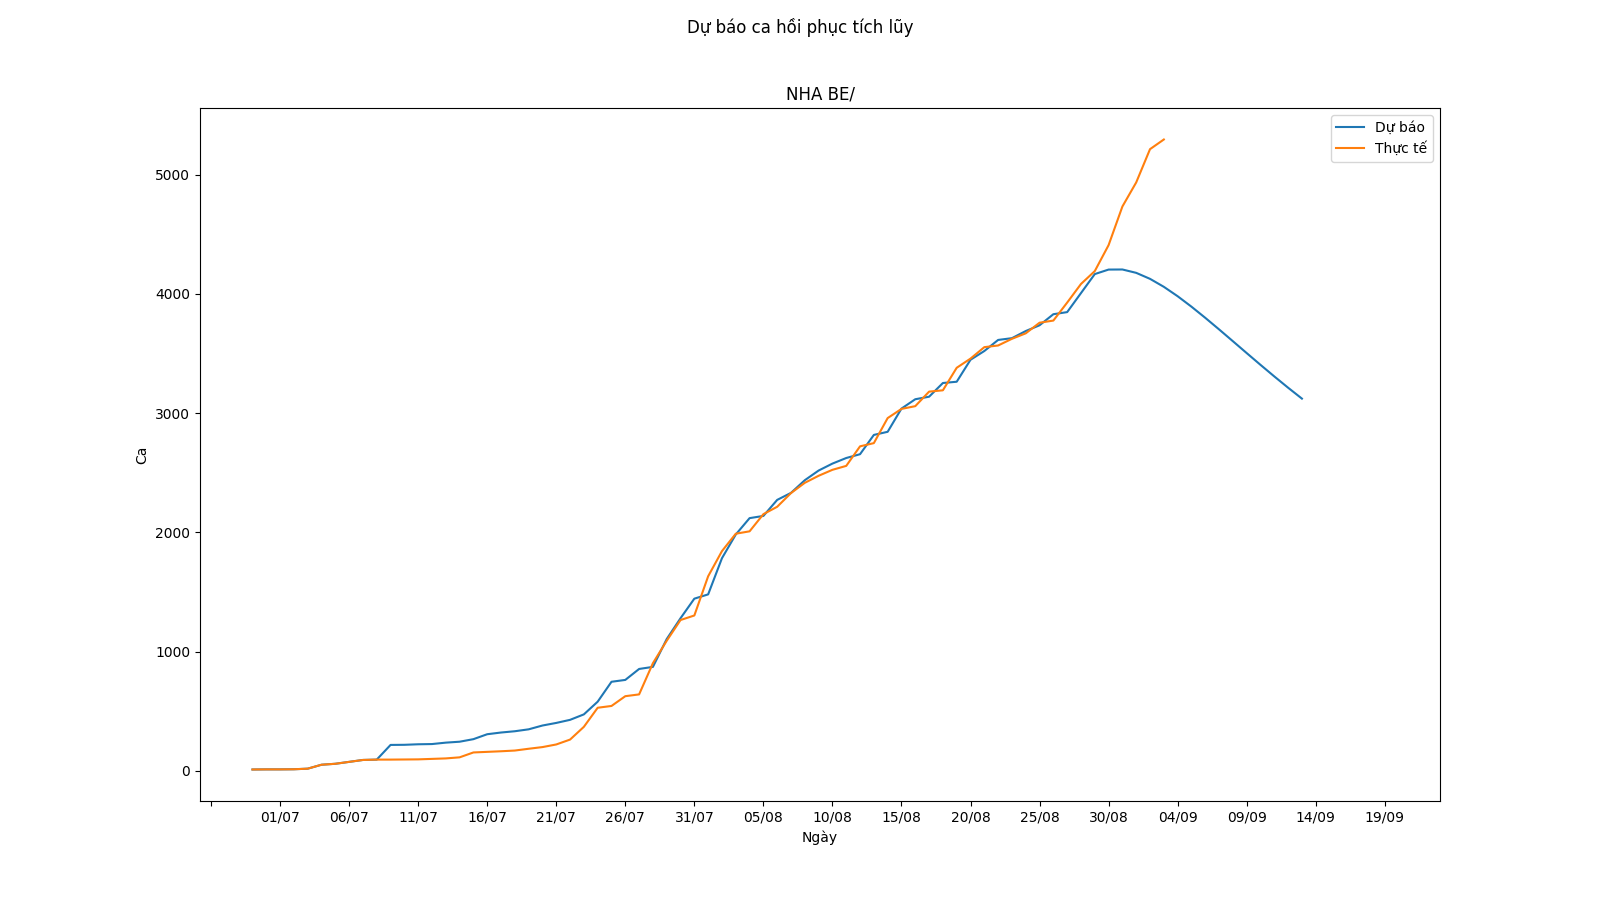 Dự báo ca hồi phục tích lũy
NHA BE/
Dự báo
Thực tế
5000
4000
3000
2000
1000
0
Ca
01/07 06/07 11/07 16/07 21/07 26/07 31/07 05/08 10/08 15/08 20/08 25/08 30/08 04/09 09/09 14/09 19/09
Ngày